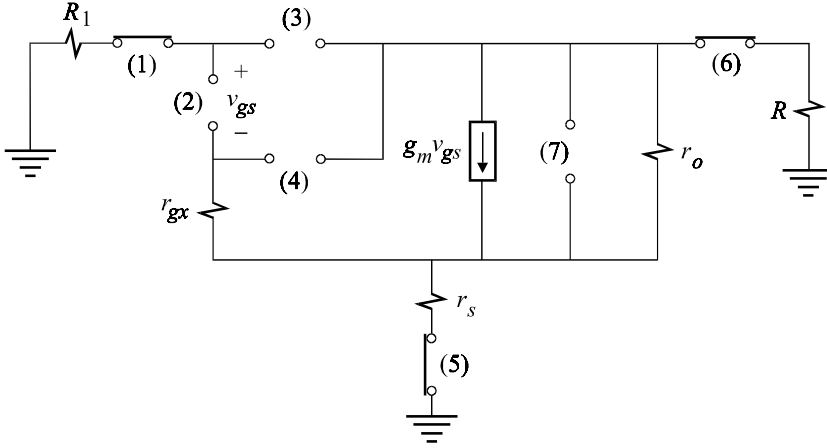 R1
(3)
(1)
+
(2)
vgs
−
(6)
R
gmvgs
(7)
ro
(4)
rgx
rs
(5)